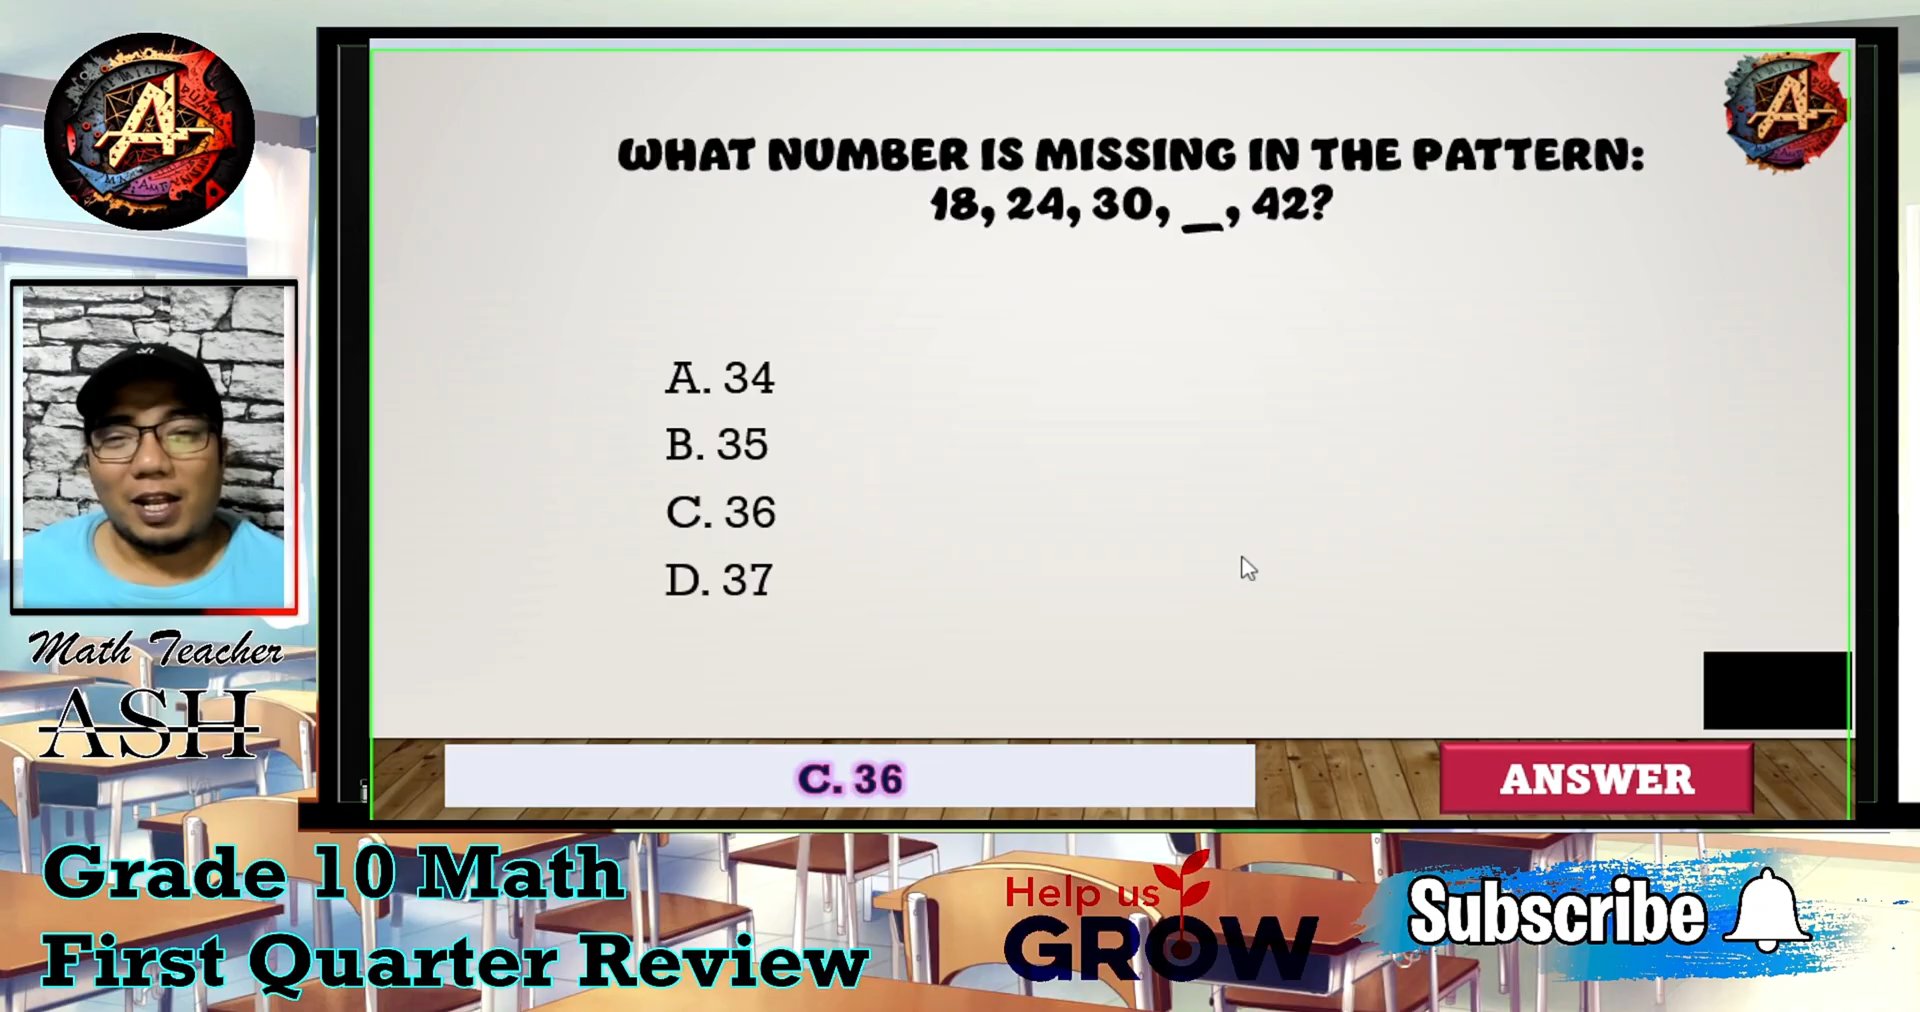 WHAT NUMBER IS MISSING IN THE PATTERN:
18, 24, 30, _, 42?
A. 34
B. 35
C. 36
D. 37
C. 36
ANSWER
Math Teacher
ASH
Grade 10 Math
First Quarter Review
Help us
GROW
Subscribe